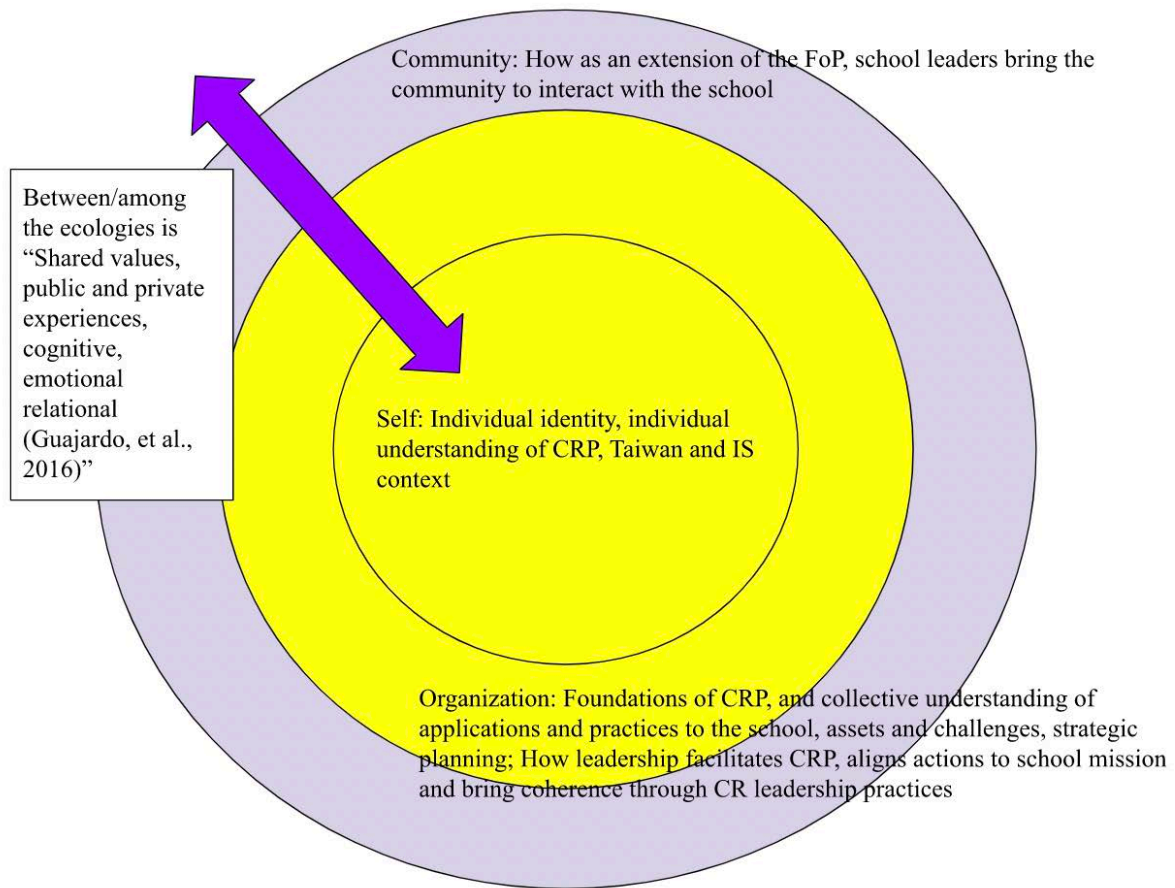 Community: How as an extension of the FoP, school leaders bring the
community to interact with the school
Between/among
the ecologies is
“Shared values,
public and private
experiences,
cognitive,
emotional
relational
(Guajardo, et al.,
2016)”
Self: Individual identity, individual
understanding of CRP, Taiwan and IS
context
Organization: Foundations of CRP, and collective understanding of
applications and practices to the school, assets and challenges, strategic
planning; How leadership facilitates CRP, aligns actions to school mission
and bring coherence through CR leadership practices